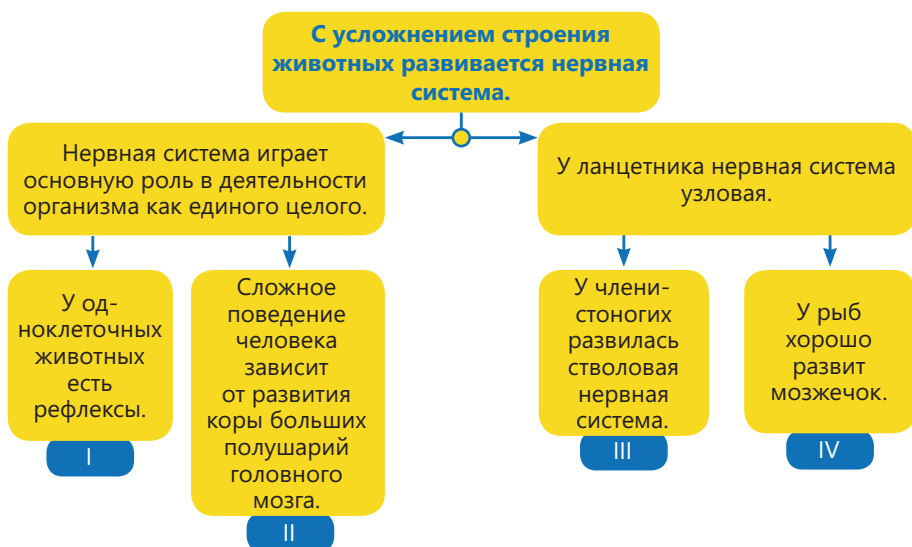 С усложнением строения
животных развивается нервная
система.
Нервная система играет
основную роль в деятельности
организма как единого целого.
У ланцетника нервная система
узловая.
У од-
ноклеточных
животных
есть
рефлексы.
I
Сложное
поведение
человека
зависит
от развития
коры больших
полушарий
головного
мозга.
II
У члени-
стоногих
развилась
стволовая
нервная
система.
III
У рыб
хорошо
развит
мозжечок.
IV